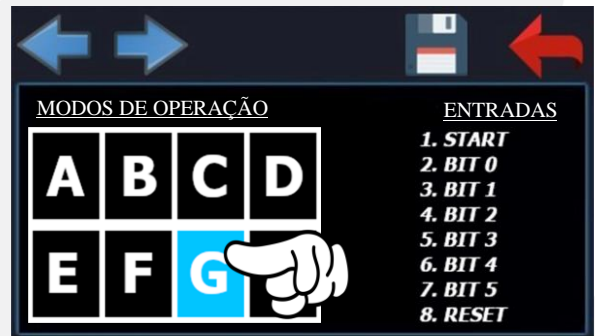 MODOS DE OPERAÇÃO
A B C D
E F G
ENTRADAS
1. START
2. BIT 0
3. BIT 1
4. BIT 2
5. BIT 3
6. BIT 4
7. BIT 5
8. RESET